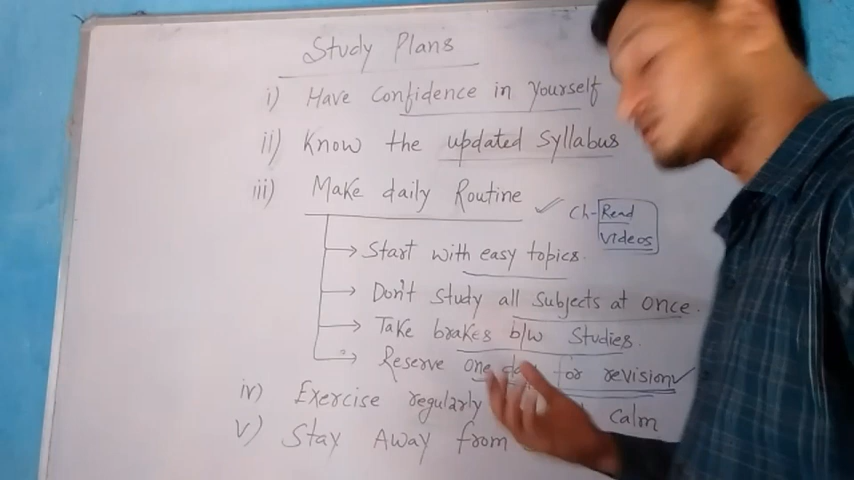 Study Plans
i) Have Confidence in Yourself
ii) Know the updated Syllabus
iii) Make daily Routine ✓ Ch- Read
Videos
→ Start with easy topics.
→ Don't Study all Subjects at once.
→ Take brakes b/w Studies.
→ Reserve one day for revision ✓
iv) Exercise regularly Calm
v) Stay Away from